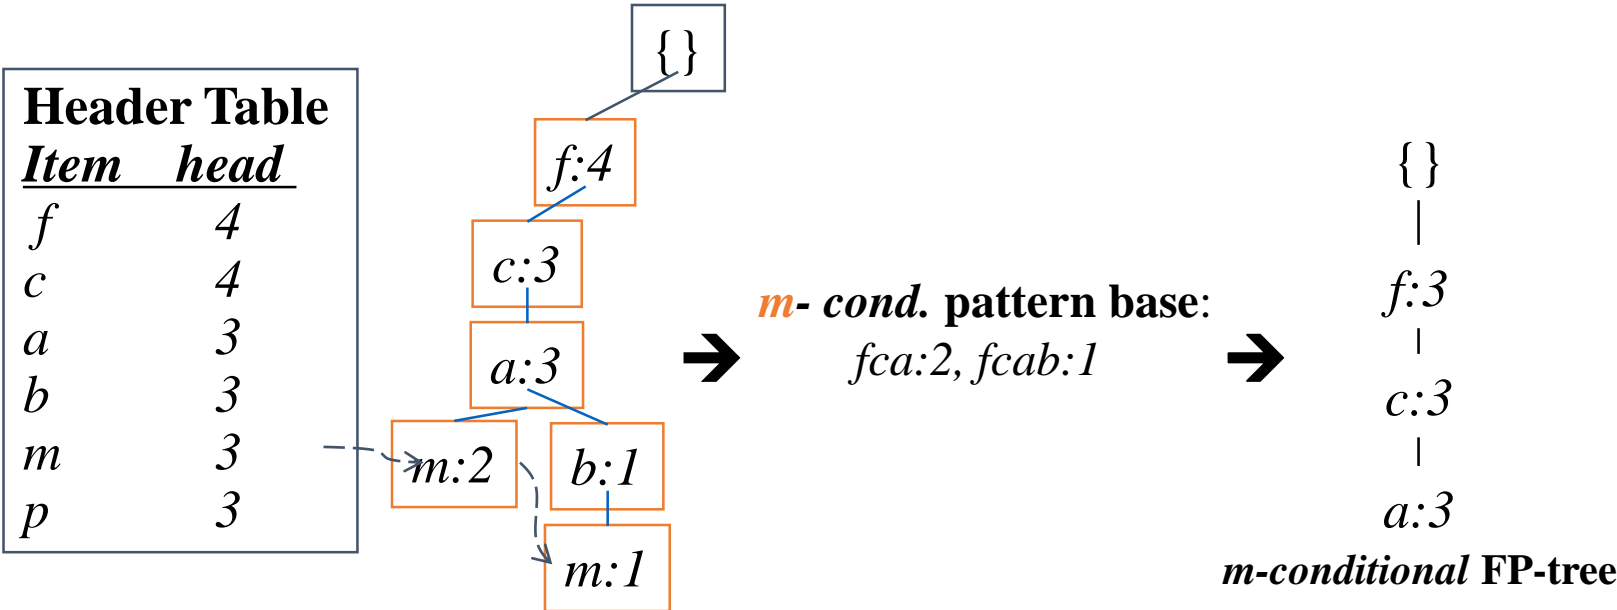 Header Table
Item head
f 4
c 4
a 3
b 3
m 3
p 3
{}
f:4
c:3
a:3
m:2
b:1
m:1
m- cond. pattern base:
fca:2, fcab:1
{}
f:3
c:3
a:3
m-conditional FP-tree